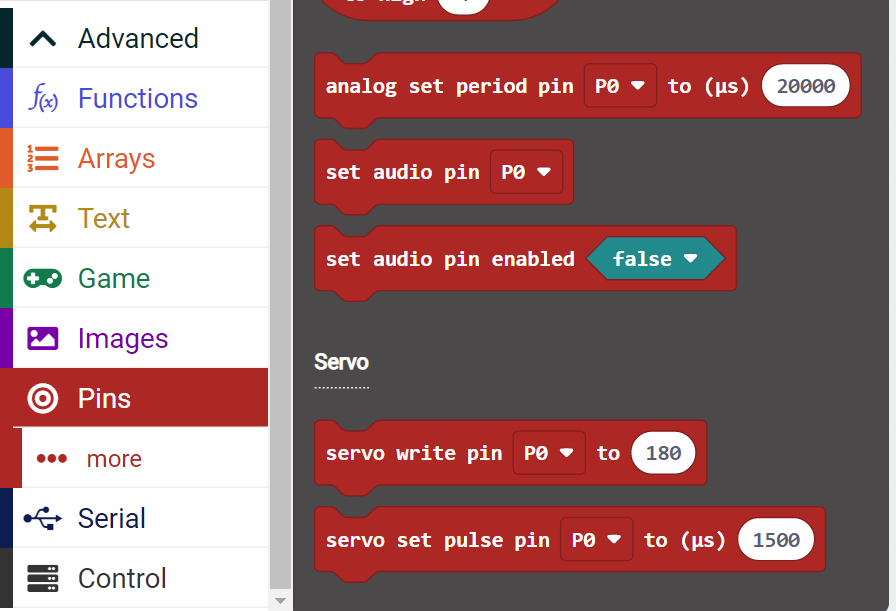 Advanced
Functions
Arrays
Text
Game
Images
Pins
more
Serial
Control
analog set period pin P0 to (µs) 20000
set audio pin P0
set audio pin enabled false
Servo
servo write pin P0 to 180
servo set pulse pin P0 to (µs) 1500